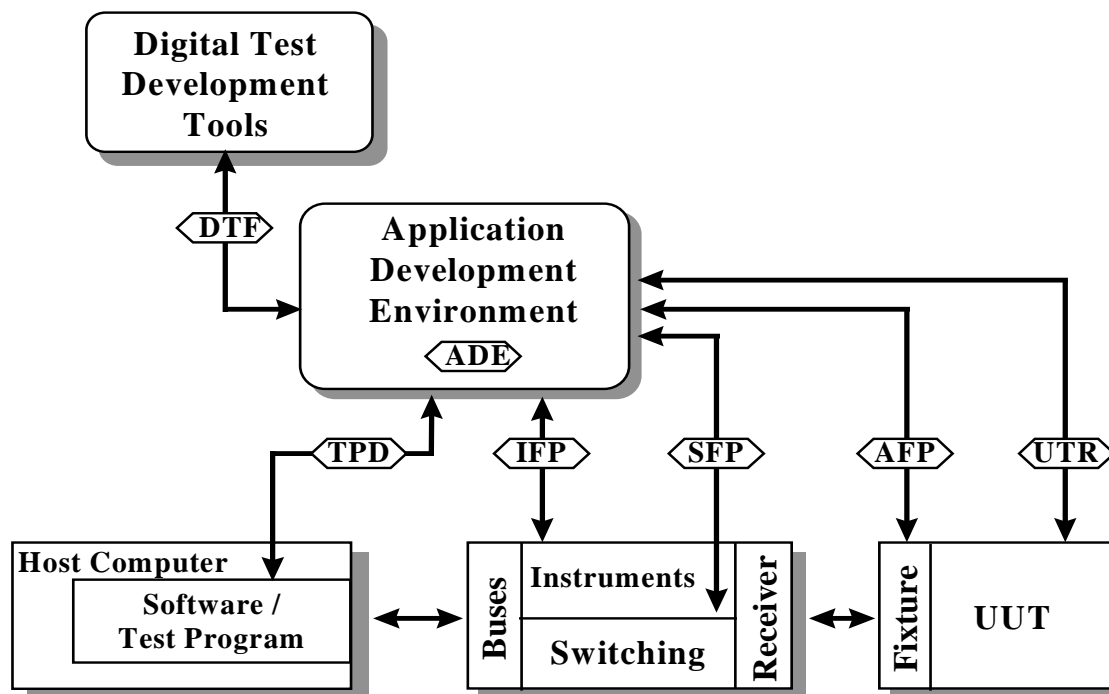 Digital Test
Development
Tools
DTF
Application
Development
Environment
ADE
TPD
IFP
SFP
AFP
UTR
Host Computer
Software /
Test Program
Buses
Instruments
Switching
Receiver
Fixture
UUT